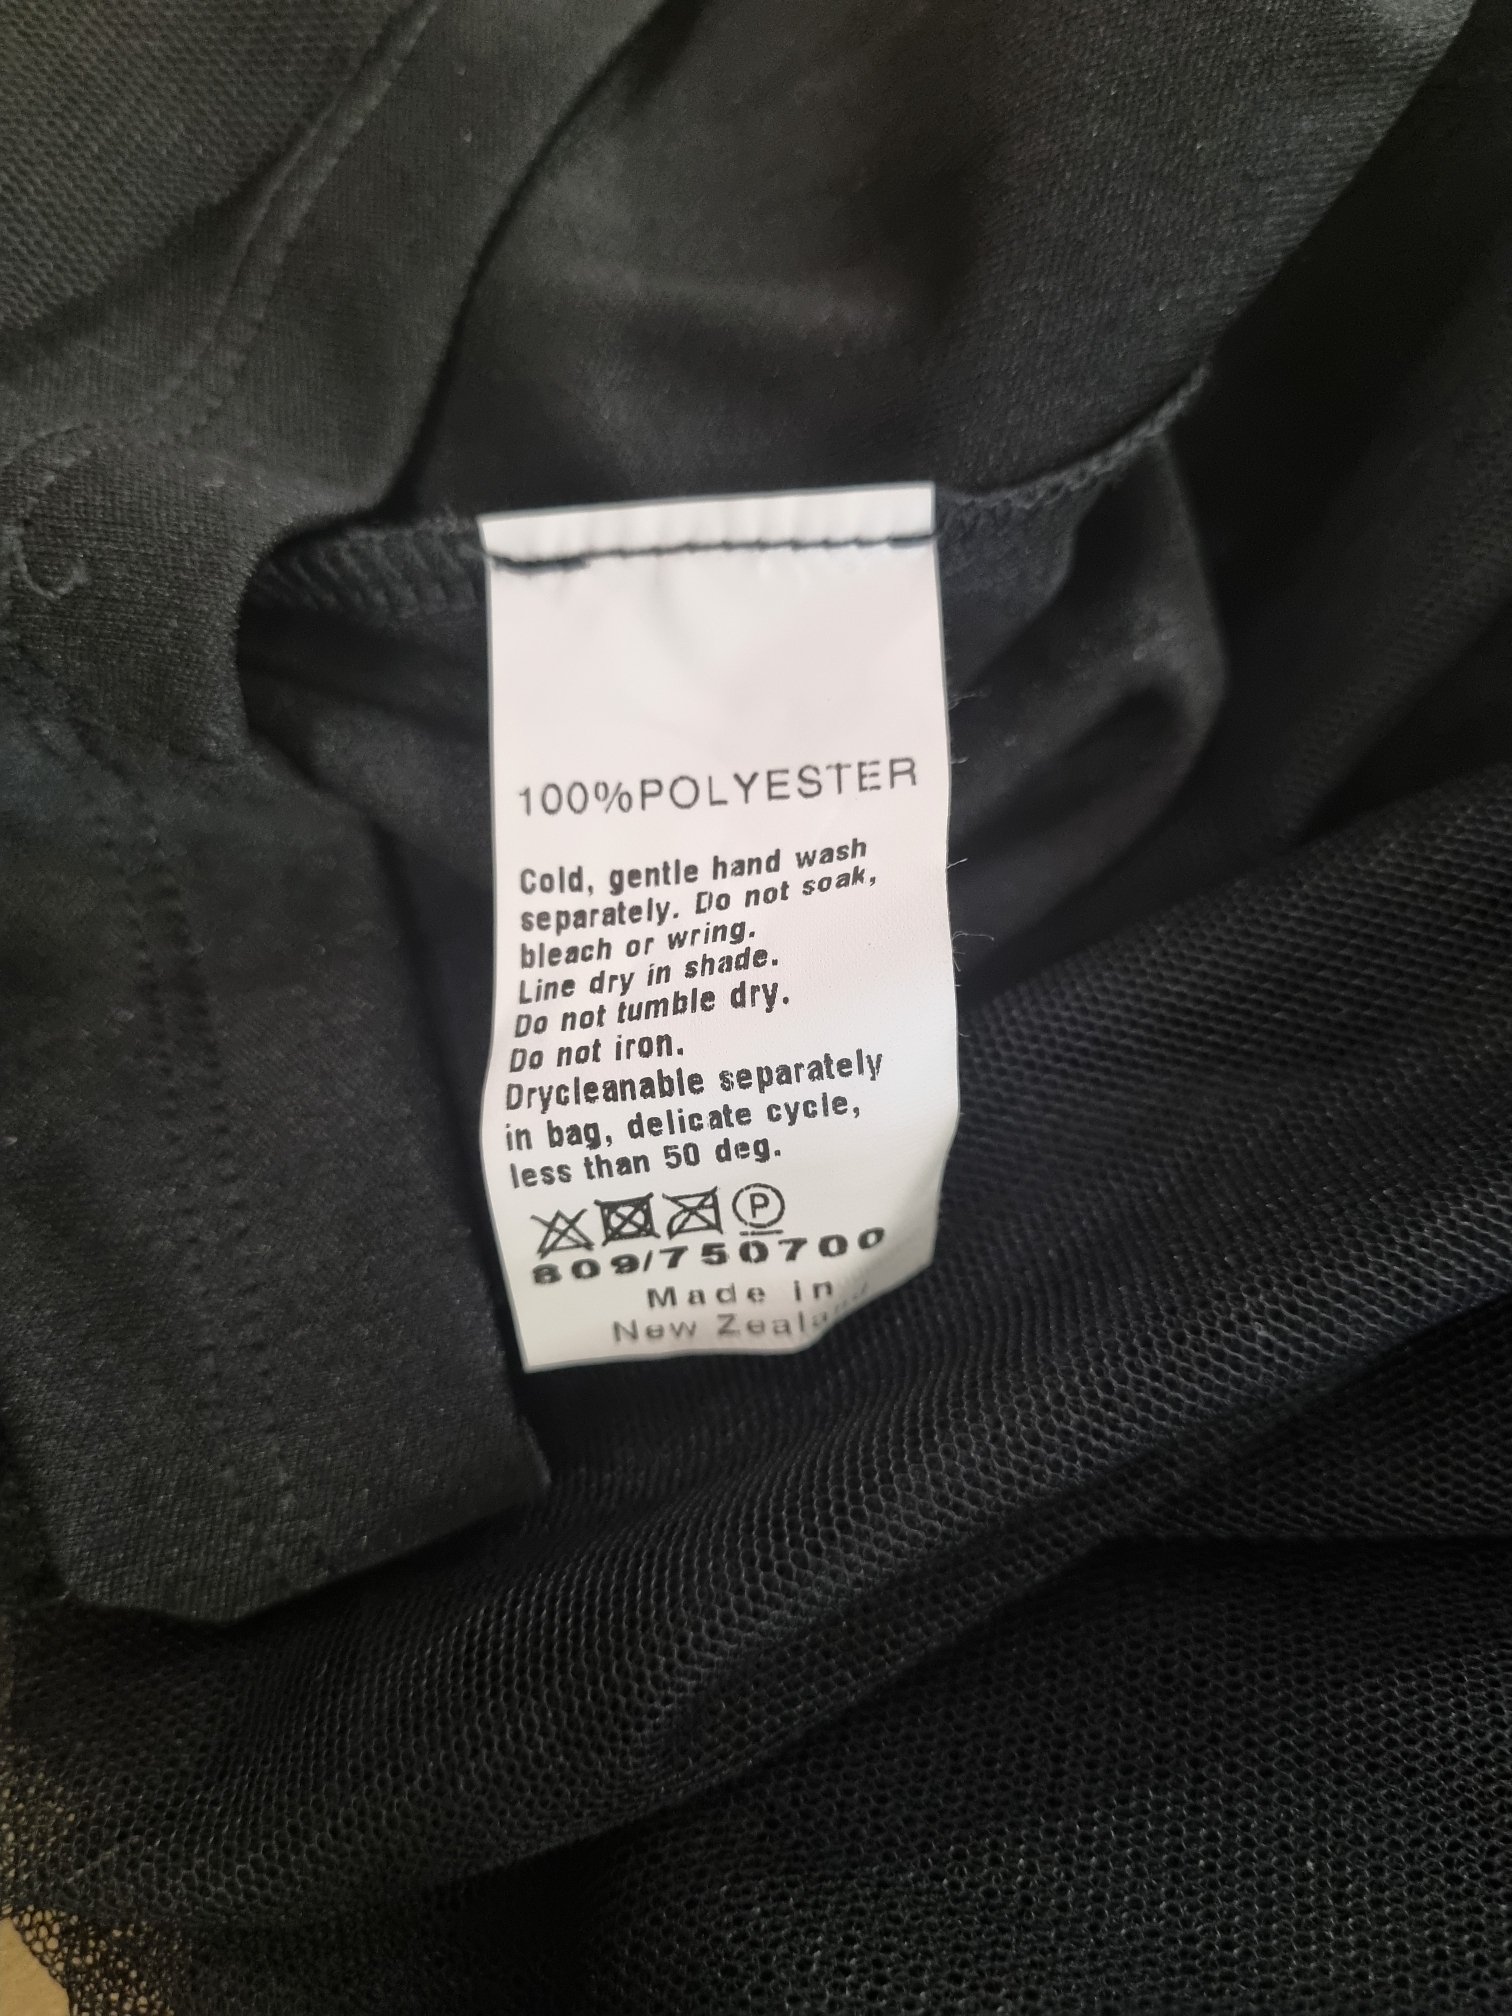 100%POLYESTER
Cold, gentle hand wash
separately. Do not soak,
bleach or wring.
Line dry in shade.
Do not tumble dry.
Do not iron.
Drycleanable separately
in bag, delicate cycle,
less than 50 deg.
P
809/750700
Made in
New Zealand